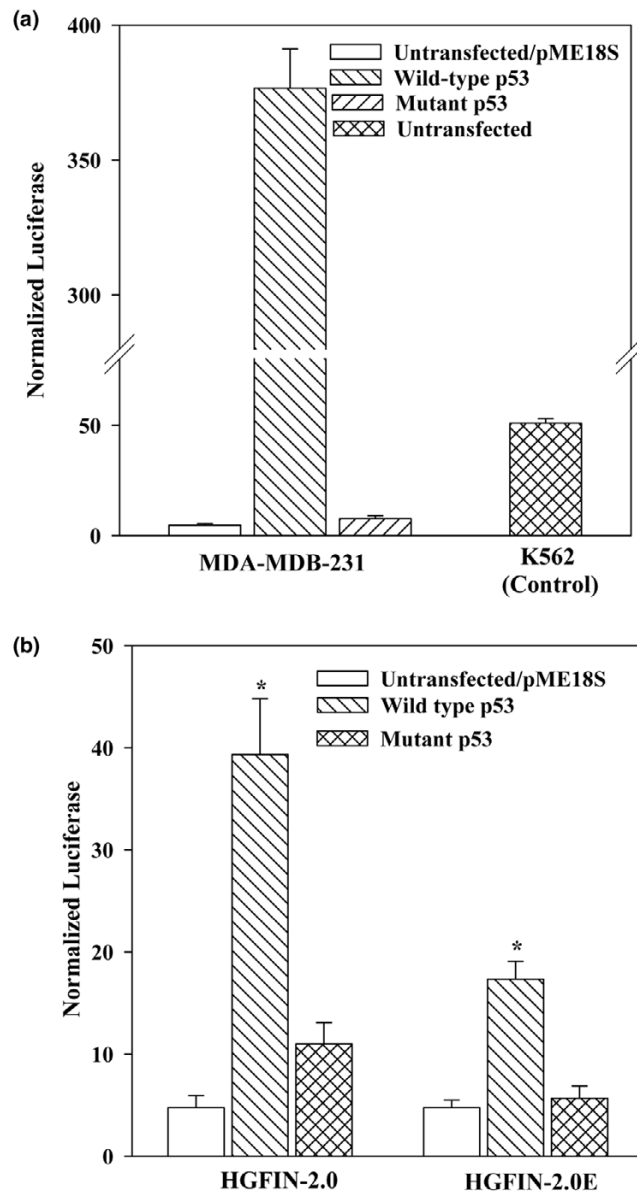 (a)
400
350
300
50
0
Normalized Luciferase
Untransfected/pME18S
Wild-type p53
Mutant p53
Untransfected
MDA-MDB-231
K562
(Control)
(b)
50
40
30
20
10
0
Normalized Luciferase
Untransfected/pME18S
Wild type p53
Mutant p53
*
*
HGFIN-2.0
HGFIN-2.0E